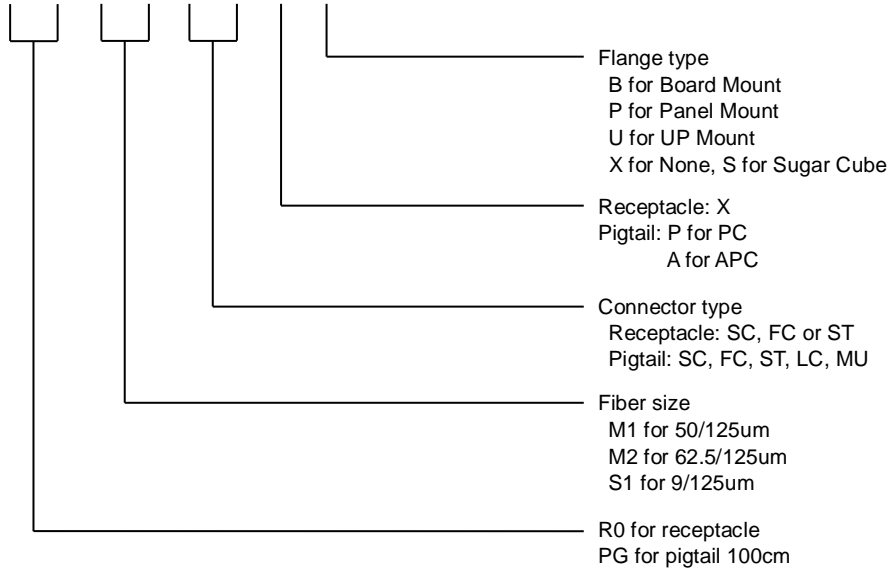 Flange type
B for Board Mount
P for Panel Mount
U for UP Mount
X for None, S for Sugar Cube
Receptacle: X
Pigtail: P for PC
A for APC
Connector type
Receptacle: SC, FC or ST
Pigtail: SC, FC, ST, LC, MU
Fiber size
M1 for 50/125um
M2 for 62.5/125um
S1 for 9/125um
R0 for receptacle
PG for pigtail 100cm